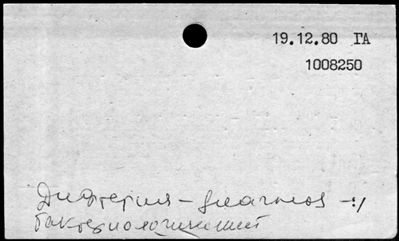 19.12.80 ГА
1008250
Дифтерия - диагноз -:/
бактериологический